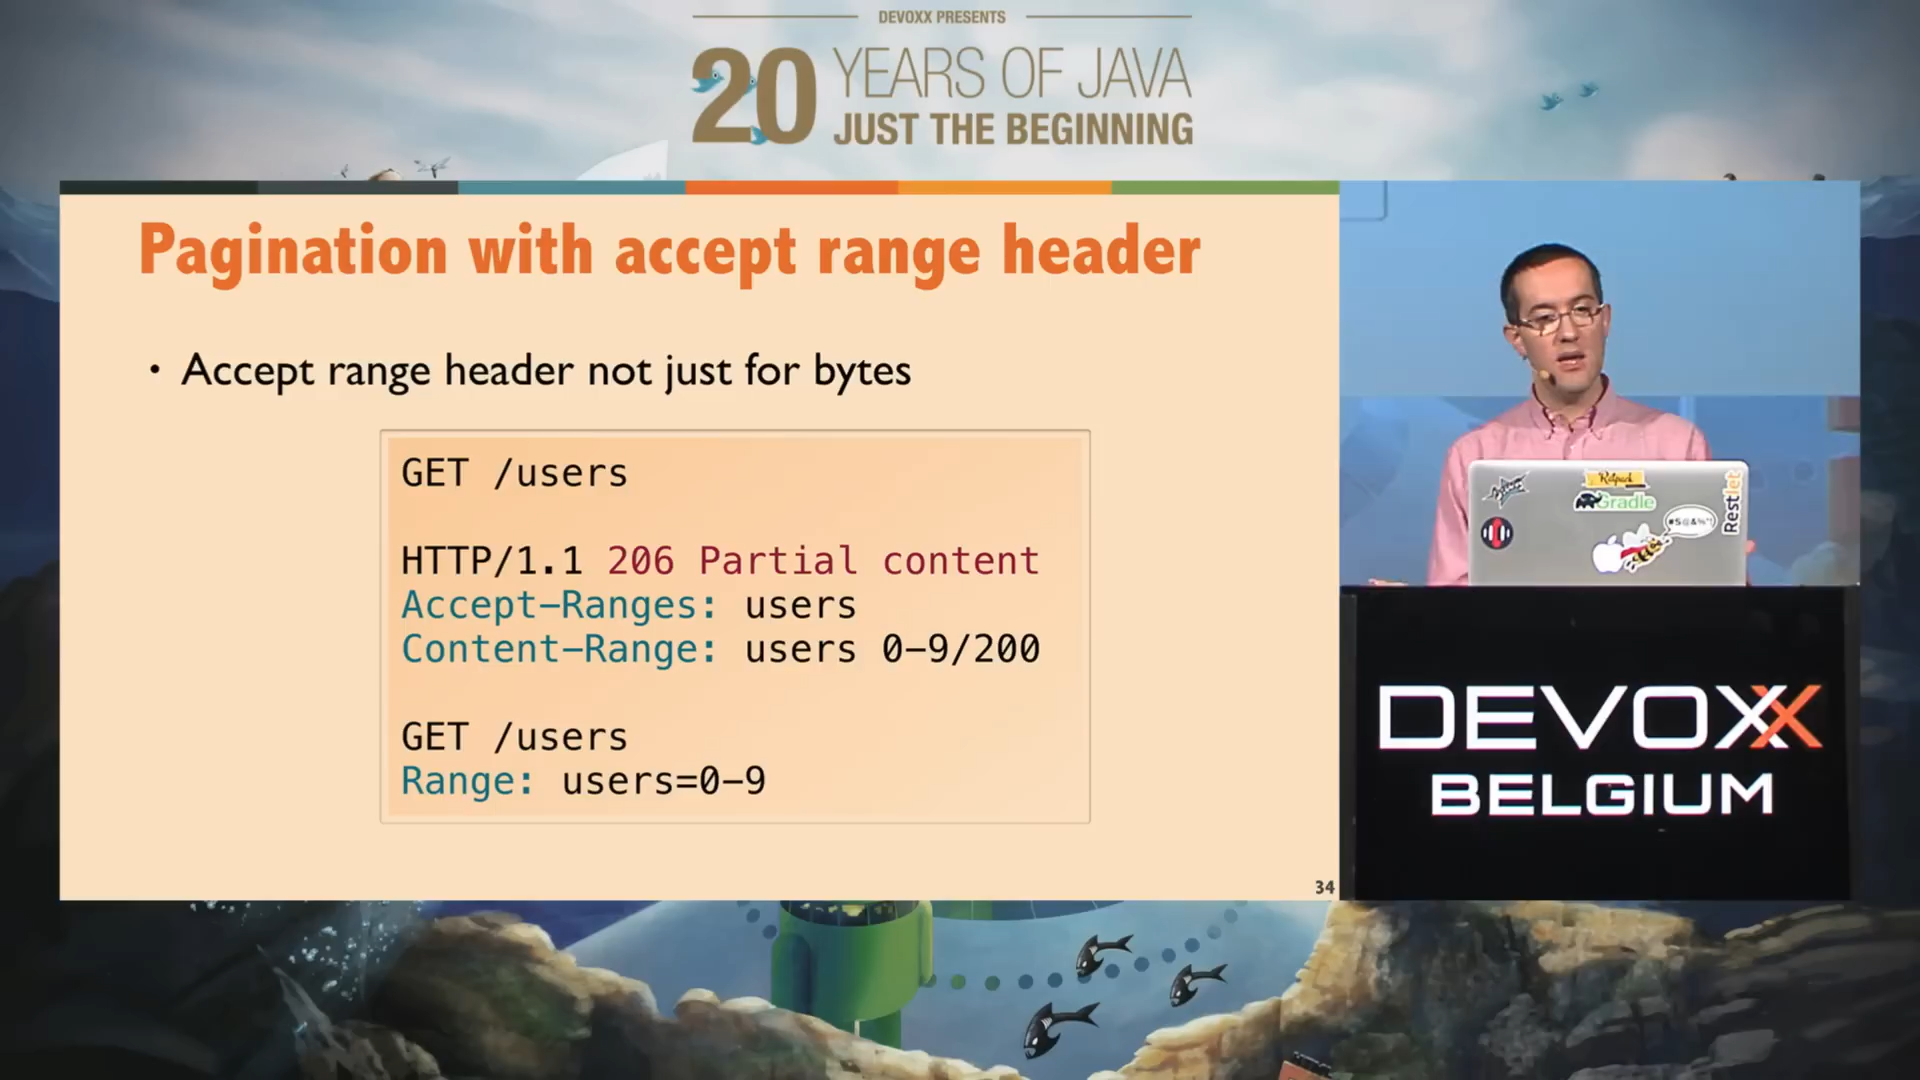 DEVOXX PRESENTS
20 YEARS OF JAVA
JUST THE BEGINNING
Pagination with accept range header
• Accept range header not just for bytes
GET /users
HTTP/1.1 206 Partial content
Accept-Ranges: users
Content-Range: users 0-9/200
GET /users
Range: users=0-9
34
Ratpack
Gradle
Restlet
#$@&%*!
DEVOXX
BELGIUM